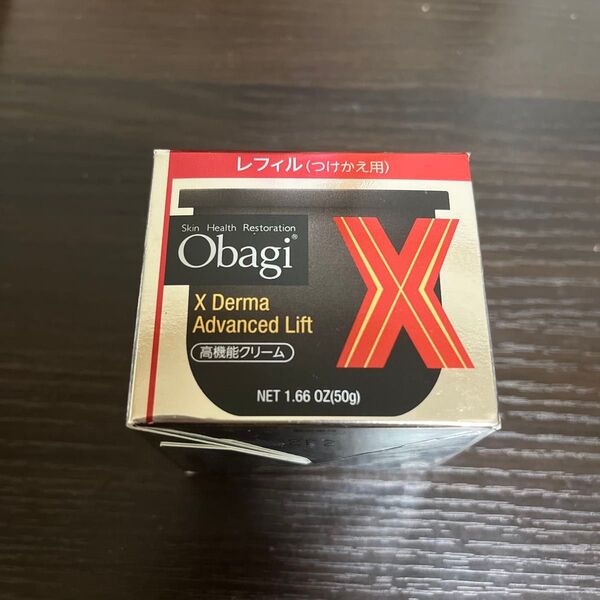 レフィル(つけかえ用)
Skin Health Restoration
Obagi®
X
X Derma
Advanced Lift
高機能クリーム
NET 1.66 OZ(50g)